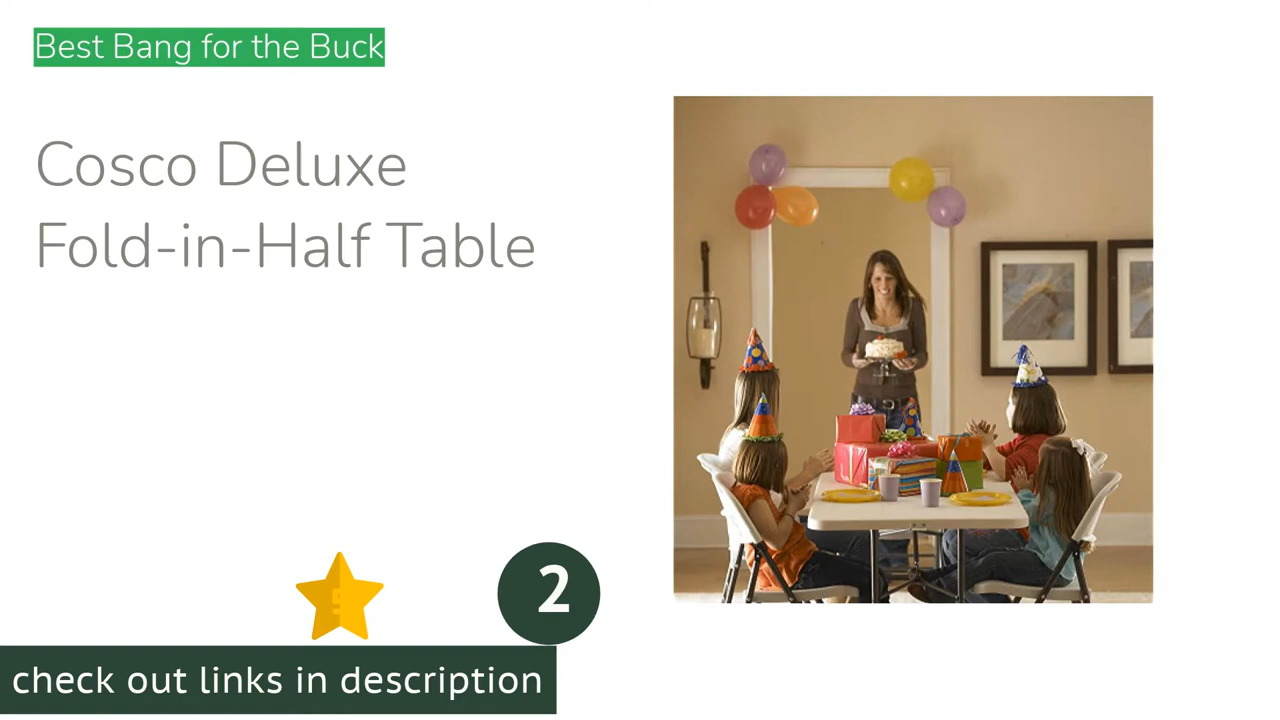 Best Bang for the Buck
Cosco Deluxe
Fold-in-Half Table
2
check out links in description